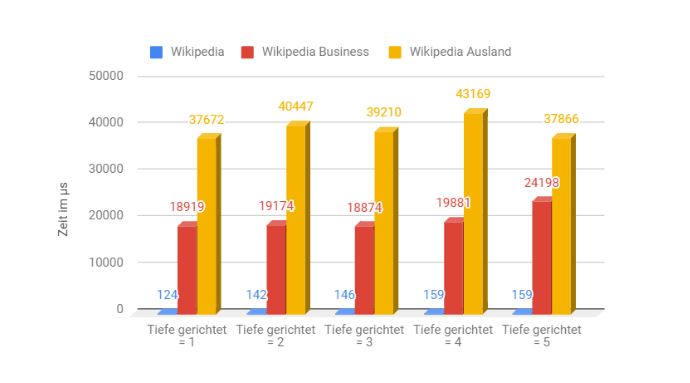 Wikipedia Wikipedia Business Wikipedia Ausland
50000
40000
30000
20000
10000
0
Zeit im µs
124 18919 37672
142 19174 40447
146 18874 39210
159 19881 43169
159 24198 37866
Tiefe gerichtet
= 1
Tiefe gerichtet
= 2
Tiefe gerichtet
= 3
Tiefe gerichtet
= 4
Tiefe gerichtet
= 5